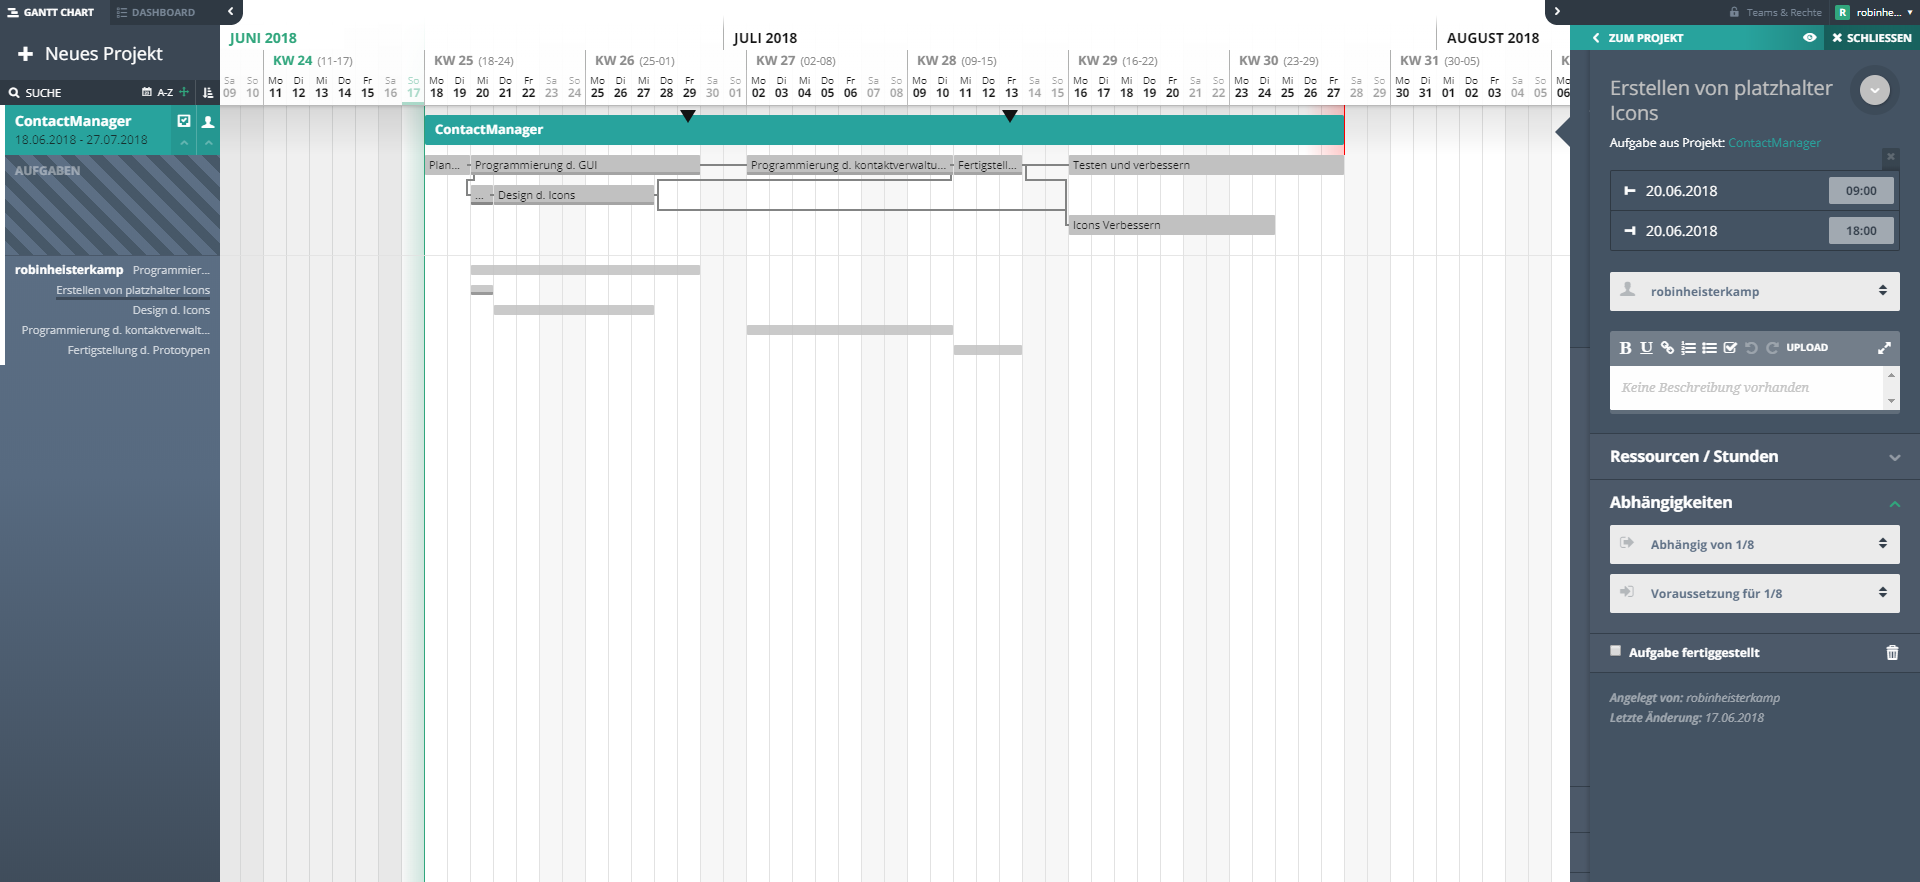 GANTT CHART
DASHBOARD
Teams & Rechte
R robinhe...
Neues Projekt
SUCHE A-Z
JUNI 2018 JULI 2018 AUGUST 2018
KW 24 (11-17) KW 25 (18-24) KW 26 (25-01) KW 27 (02-08) KW 28 (09-15) KW 29 (16-22) KW 30 (23-29) KW 31 (30-05) K
Sa So Mo Di Mi Do Fr Sa So Mo Di Mi Do Fr Sa So Mo Di Mi Do Fr Sa So Mo Di Mi Do Fr Sa So Mo Di Mi Do Fr Sa So Mo Di Mi Do Fr Sa So Mo Di Mi Do Fr Sa So Mo Di Mi Do Fr Sa So Mo
09 10 11 12 13 14 15 16 17 18 19 20 21 22 23 24 25 26 27 28 29 30 01 02 03 04 05 06 07 08 09 10 11 12 13 14 15 16 17 18 19 20 21 22 23 24 25 26 27 28 29 30 31 01 02 03 04 05 06
ContactManager
18.06.2018 - 27.07.2018
AUFGABEN
robinheisterkamp Programmier...
Erstellen von platzhalter Icons
Design d. Icons
Programmierung d. kontaktverwalt...
Fertigstellung d. Prototypen
ContactManager
Plan... Programmierung d. GUI Programmierung d. kontaktverwaltu... Fertigstell... Testen und verbessern
... Design d. Icons
Icons Verbessern
ZUM PROJEKT SCHLIESSEN
Erstellen von platzhalter
Icons
Aufgabe aus Projekt: ContactManager
20.06.2018 09:00
20.06.2018 18:00
robinheisterkamp
B U UPLOAD
Keine Beschreibung vorhanden
Ressourcen / Stunden
Abhängigkeiten
Abhängig von 1/8
Voraussetzung für 1/8
Aufgabe fertiggestellt
Angelegt von: robinheisterkamp
Letzte Änderung: 17.06.2018